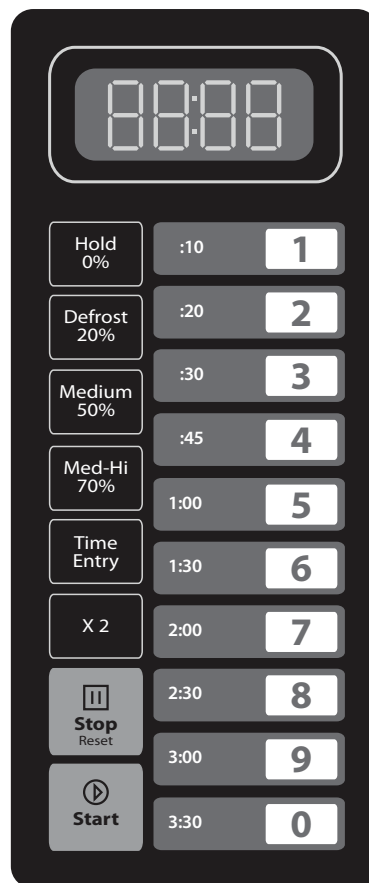 88:88
Hold
0%
Defrost
20%
Medium
50%
Med-Hi
70%
Time
Entry
X 2
Stop
Reset
Start
:10 1
:20 2
:30 3
:45 4
1:00 5
1:30 6
2:00 7
2:30 8
3:00 9
3:30 0